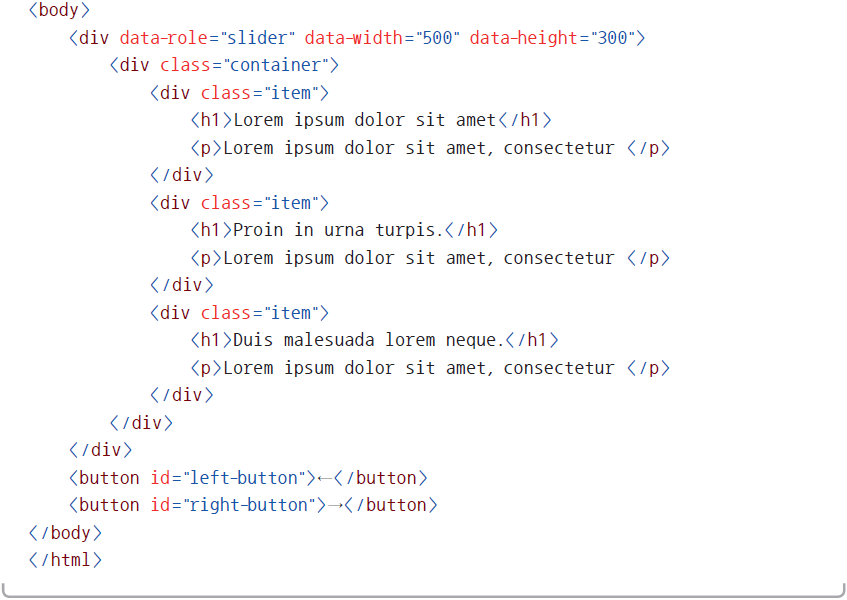 <body>
<div data-role="slider" data-width="500" data-height="300">
<div class="container">
<div class="item">
<h1>Lorem ipsum dolor sit amet</h1>
<p>Lorem ipsum dolor sit amet, consectetur </p>
</div>
<div class="item">
<h1>Proin in urna turpis.</h1>
<p>Lorem ipsum dolor sit amet, consectetur </p>
</div>
<div class="item">
<h1>Duis malesuada lorem neque.</h1>
<p>Lorem ipsum dolor sit amet, consectetur </p>
</div>
</div>
</div>
<button id="left-button">←</button>
<button id="right-button">→</button>
</body>
</html>